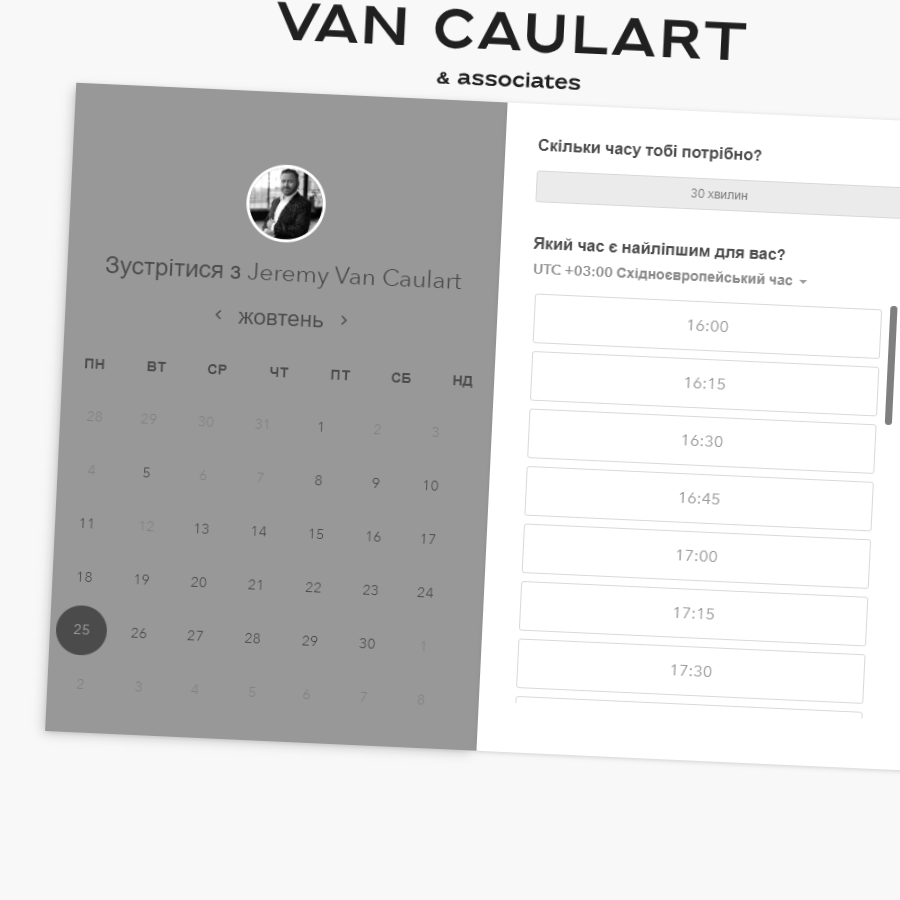 VAN CAULART
& associates
Зустрітися з Jeremy Van Caulart
жовтень
ПН ВТ СР ЧТ ПТ СБ НД
28 29 30 31 1 2 3
4 5 6 7 8 9 10
11 12 13 14 15 16 17
18 19 20 21 22 23 24
25 26 27 28 29 30 1
2 3 4 5 6 7 8
Скільки часу тобі потрібно?
30 хвилин
Який час є найліпшим для вас?
UTC +03:00 Східноєвропейський час
16:00
16:15
16:30
16:45
17:00
17:15
17:30